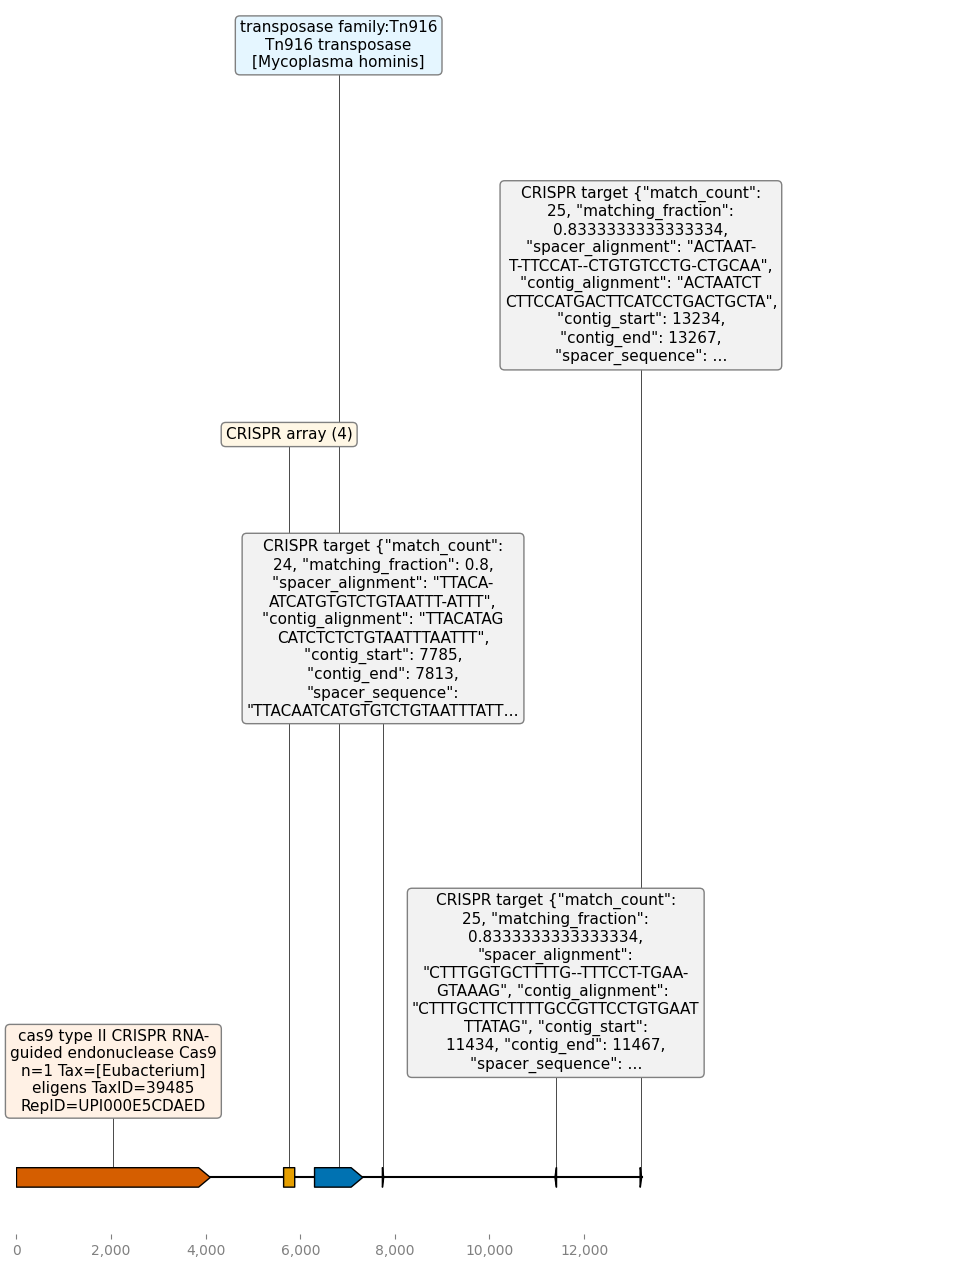 transposase family:Tn916
Tn916 transposase
[Mycoplasma hominis]
CRISPR target {"match_count":
25, "matching_fraction":
0.8333333333333334,
"spacer_alignment": "ACTAAT-
T-TTCCAT--CTGTGTCCTG-CTGCAA",
"contig_alignment": "ACTAATCT
CTTCCATGACTTCATCCTGACTGCTA",
"contig_start": 13234,
"contig_end": 13267,
"spacer_sequence": ...
CRISPR array (4)
CRISPR target {"match_count":
24, "matching_fraction": 0.8,
"spacer_alignment": "TTACA-
ATCATGTGTCTGTAATTT-ATTT",
"contig_alignment": "TTACATAG
CATCTCTCTGTAATTTAATTT",
"contig_start": 7785,
"contig_end": 7813,
"spacer_sequence":
"TTACAATCATGTGTCTGTAATTTATT...
CRISPR target {"match_count":
25, "matching_fraction":
0.8333333333333334,
"spacer_alignment":
"CTTTGGTGCTTTTG--TTTCCT-TGAA-
GTAAAG", "contig_alignment":
"CTTTGCTTCTTTTGCCGTTCCTGTGAAT
TTATAG", "contig_start":
11434, "contig_end": 11467,
"spacer_sequence": ...
cas9 type II CRISPR RNA-
guided endonuclease Cas9
n=1 Tax=[Eubacterium]
eligens TaxID=39485
RepID=UPI000E5CDAED
0 2,000 4,000 6,000 8,000 10,000 12,000